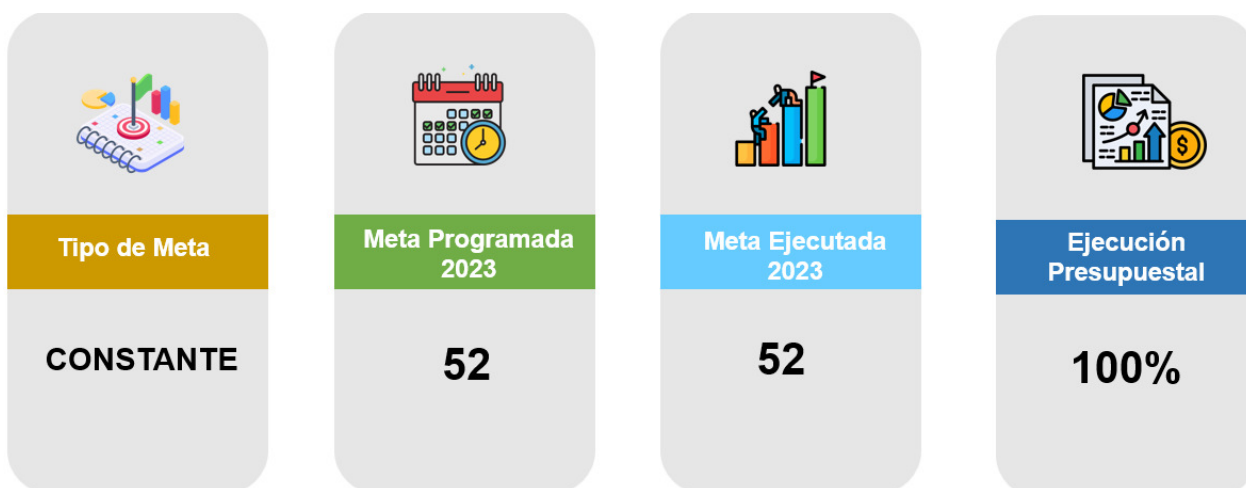 Tipo de Meta
CONSTANTE
Meta Programada
2023
52
Meta Ejecutada
2023
52
Ejecución
Presupuestal
100%